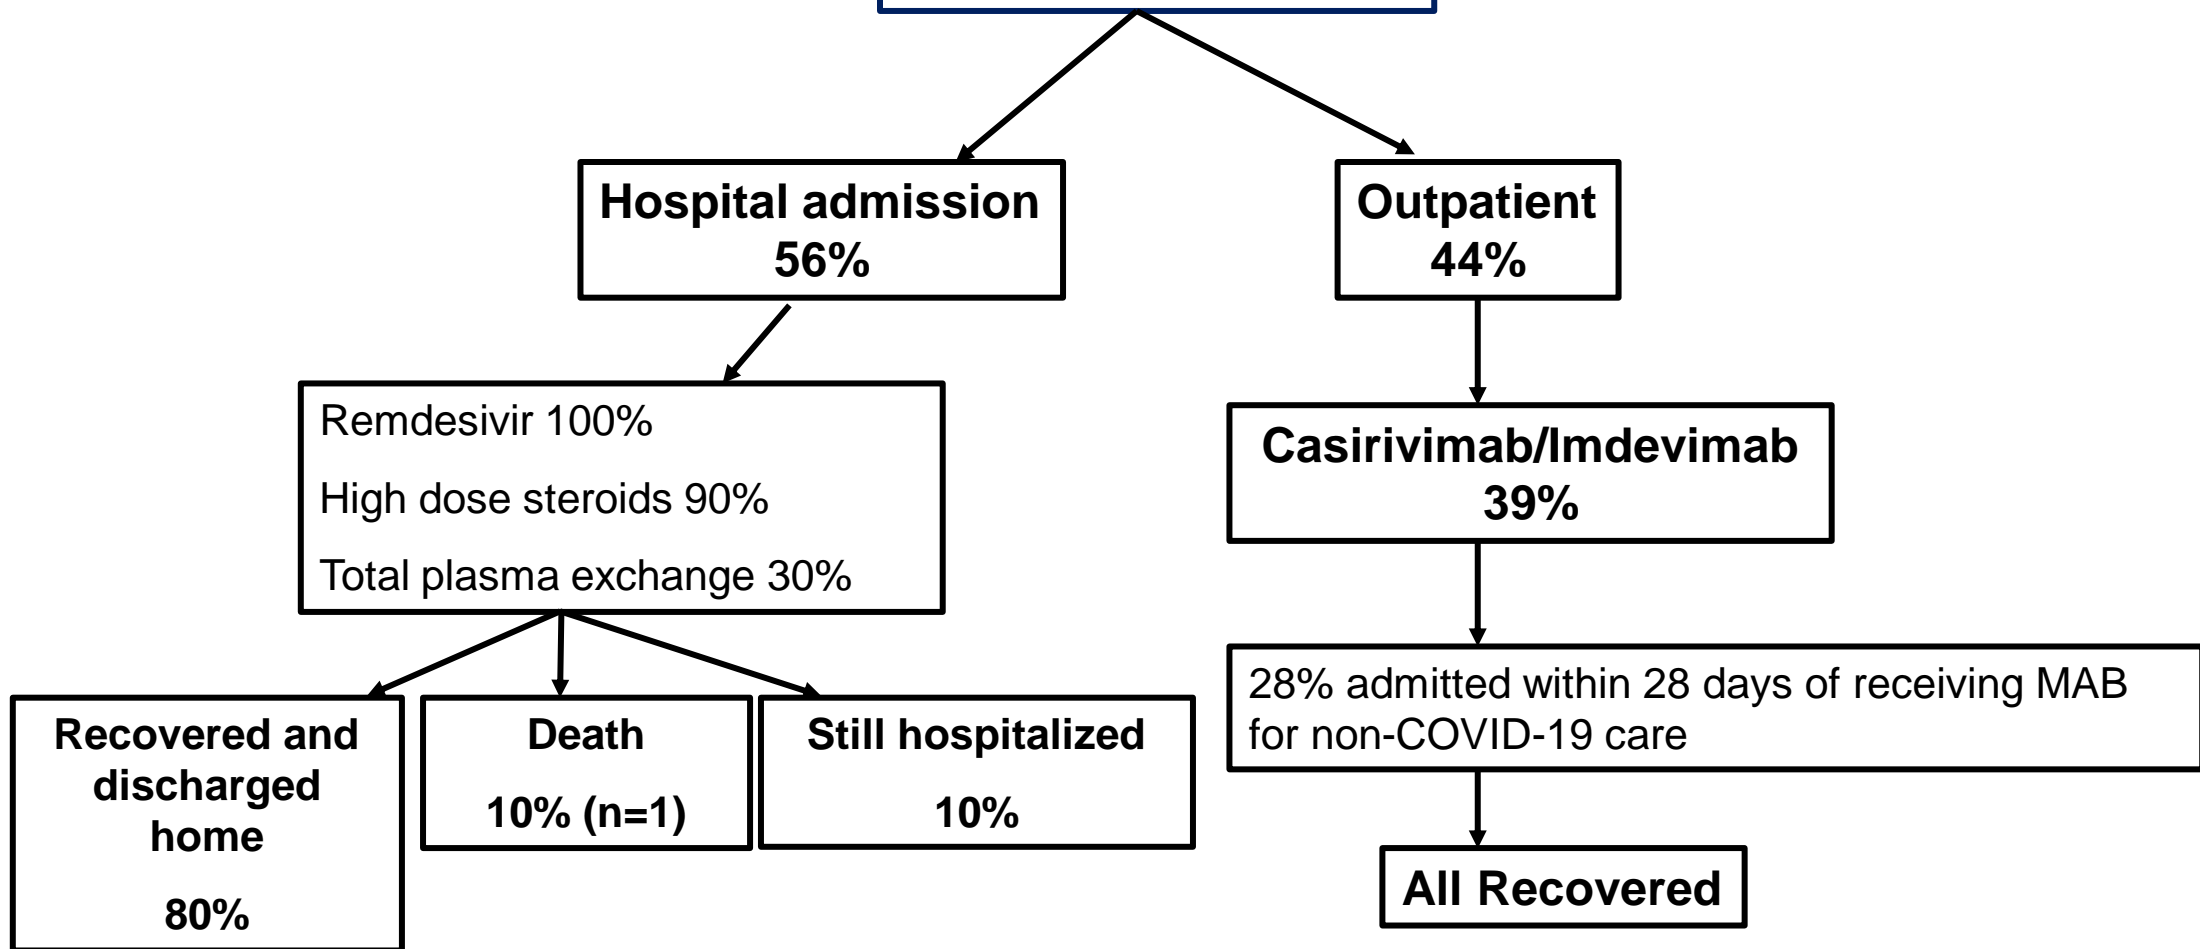 Hospital admission
56%
Outpatient
44%
Remdesivir 100%
High dose steroids 90%
Total plasma exchange 30%
Casirivimab/Imdevimab
39%
28% admitted within 28 days of receiving MAB
for non-COVID-19 care
Recovered and
discharged
home
80%
Death
10% (n=1)
Still hospitalized
10%
All Recovered